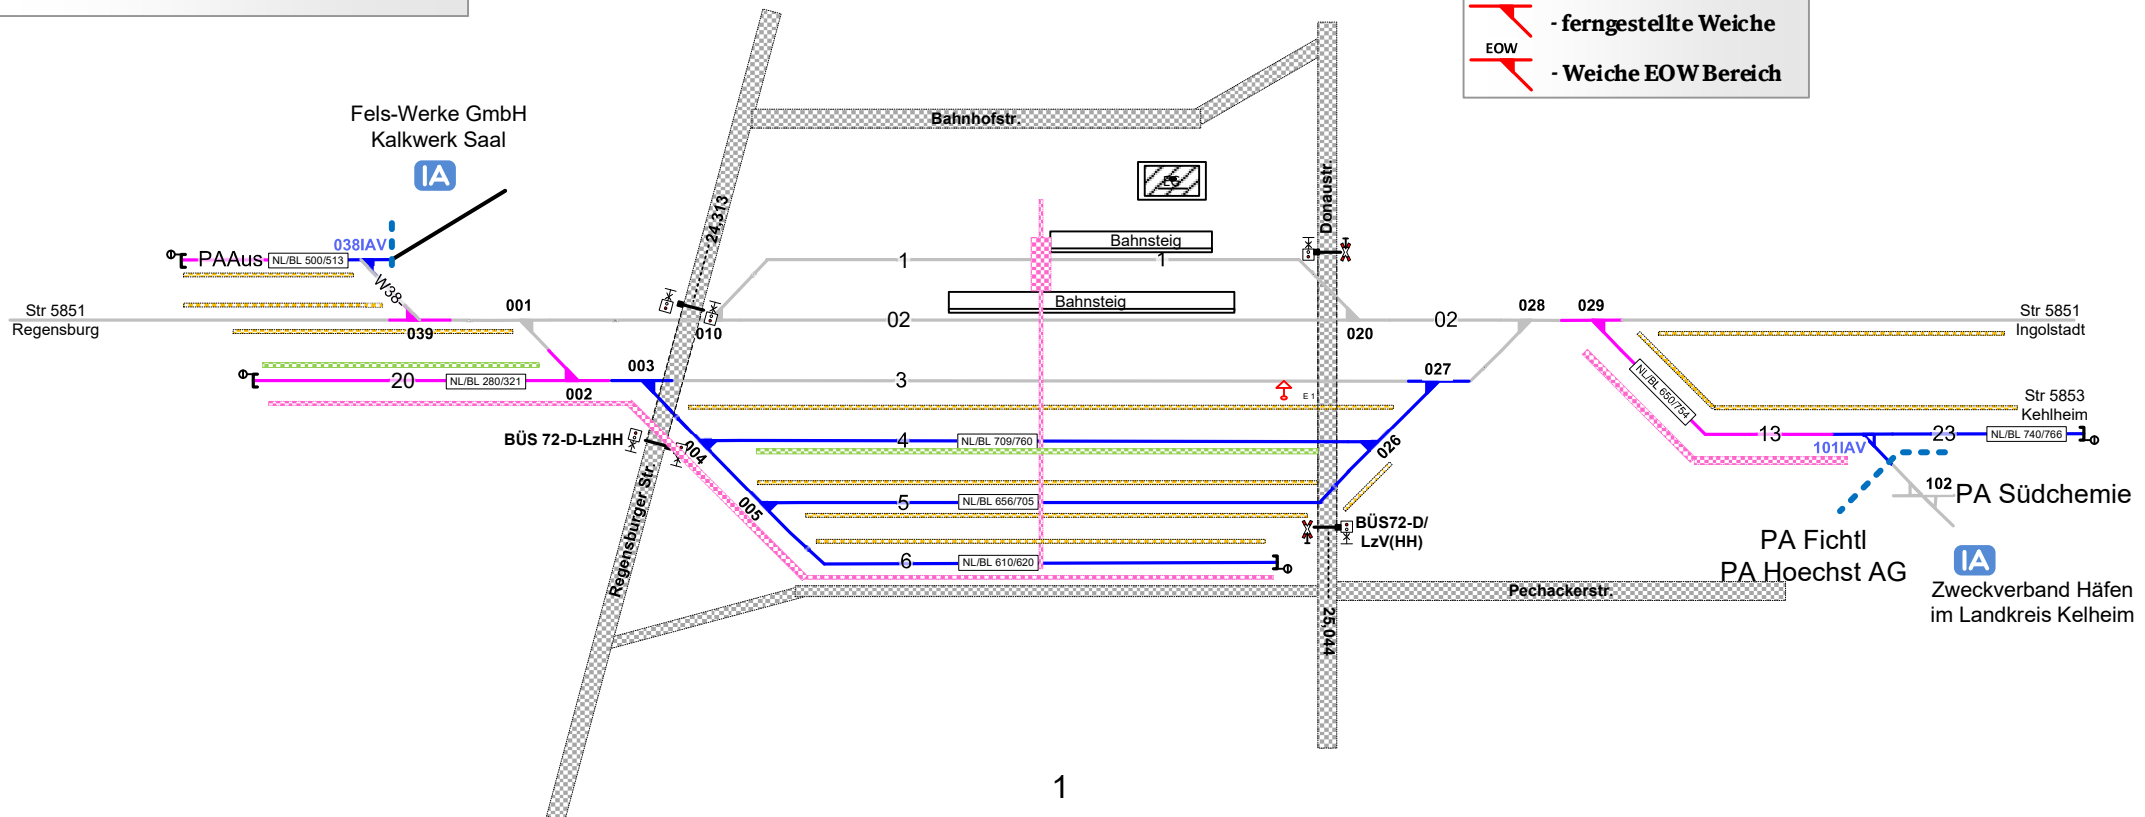 - ferngestellte Weiche
EOW
- Weiche EOW Bereich
Fels-Werke GmbH
Kalkwerk Saal
IA
Bahnhofstr.
Donaustr.
24,313
038IAV
PAAus
NL/BL 500/513
W38
Bahnsteig
1
1
Bahnsteig
Str 5851
Regensburg
001
039
010
02
020
02
028
029
Str 5851
Ingolstadt
20
NL/BL 280/321
002
003
3
E 1
027
NL/BL 650/754
Str 5853
Kehlheim
BÜS 72-D-LzHH
004
4
NL/BL 709/760
026
13
101IAV
23
NL/BL 740/766
Regensburger Str.
005
5
NL/BL 656/705
102
PA Südchemie
BÜS72-D/
LzV(HH)
6
NL/BL 610/620
PA Fichtl
PA Hoechst AG
IA
Zweckverband Häfen
im Landkreis Kelheim
Pechackerstr.
25,044
1